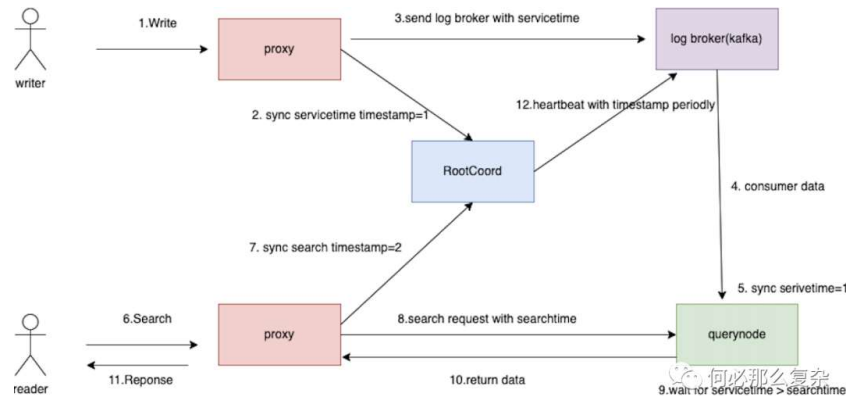 1.Write
3.send log broker with servicetime
proxy
log broker(kafka)
writer
2. sync servicetime timestamp=1
12.heartbeat with timestamp periodly
RootCoord
4. consumer data
7. sync search timestamp=2
5. sync serivetime=1
6.Search
8.search request with searchtime
proxy
querynode
11.Reponse
10.return data
reader
何必那么复杂
9.wait for servicetime > searchtime